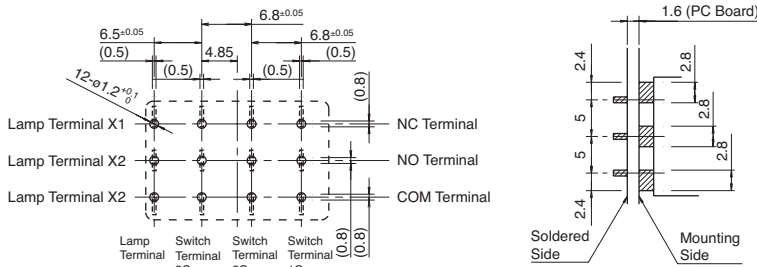 6.8±0.05
1.6 (PC Board)
6.5±0.05
6.8±0.05
(0.5)
4.85
(0.5)
(0.5)
(0.5)
(0.8)
12-ø1.2+0.1 0
2.4
2.8
Lamp Terminal X1
NC Terminal
5
2.8
Lamp Terminal X2
NO Terminal
5
2.8
Lamp Terminal X2
COM Terminal
2.4
(0.8)
(0.8)
Lamp
Terminal
Switch
Terminal
Switch
Terminal
Switch
Terminal
Soldered
Side
Mounting
Side